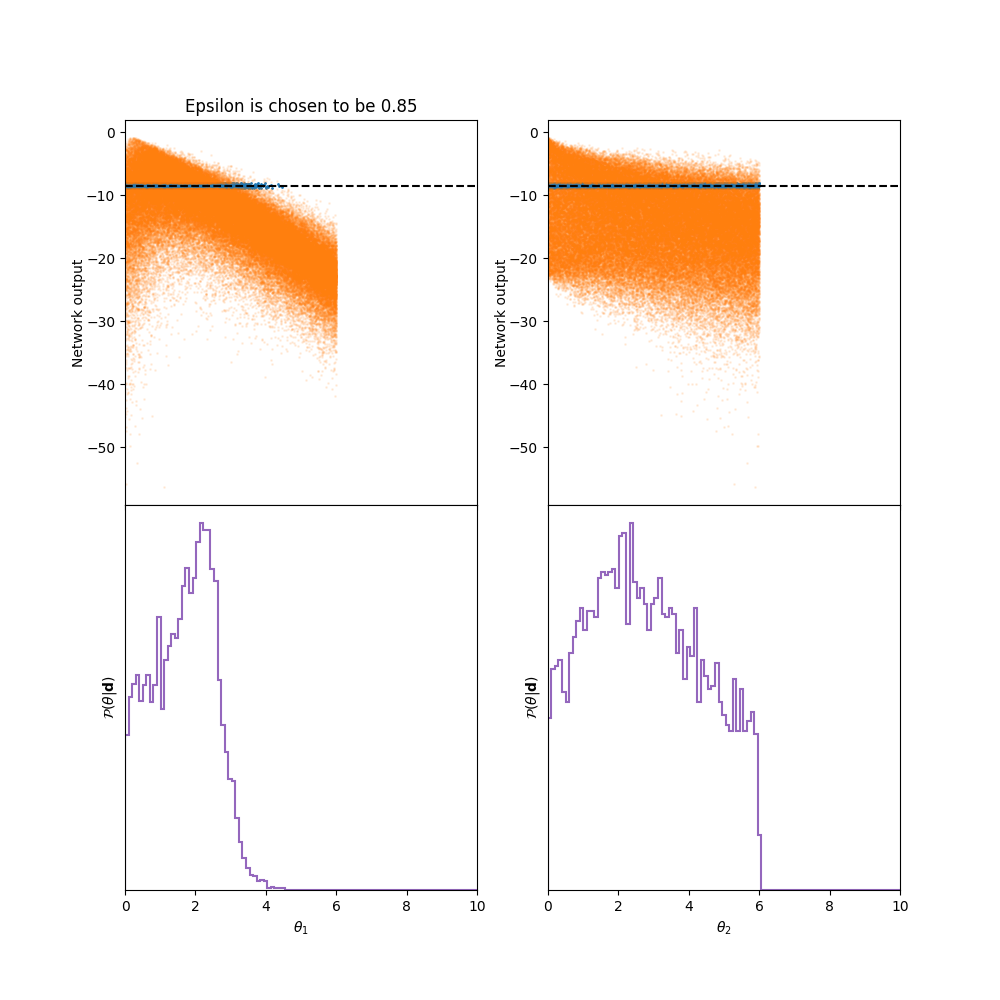 Epsilon is chosen to be 0.85
0
−10
−20
−30
−40
−50
Network output
0
−10
−20
−30
−40
−50
Network output
𝒫(θ|𝐝)
0 2 4 6 8 10
θ₁
𝒫(θ|𝐝)
0 2 4 6 8 10
θ₂